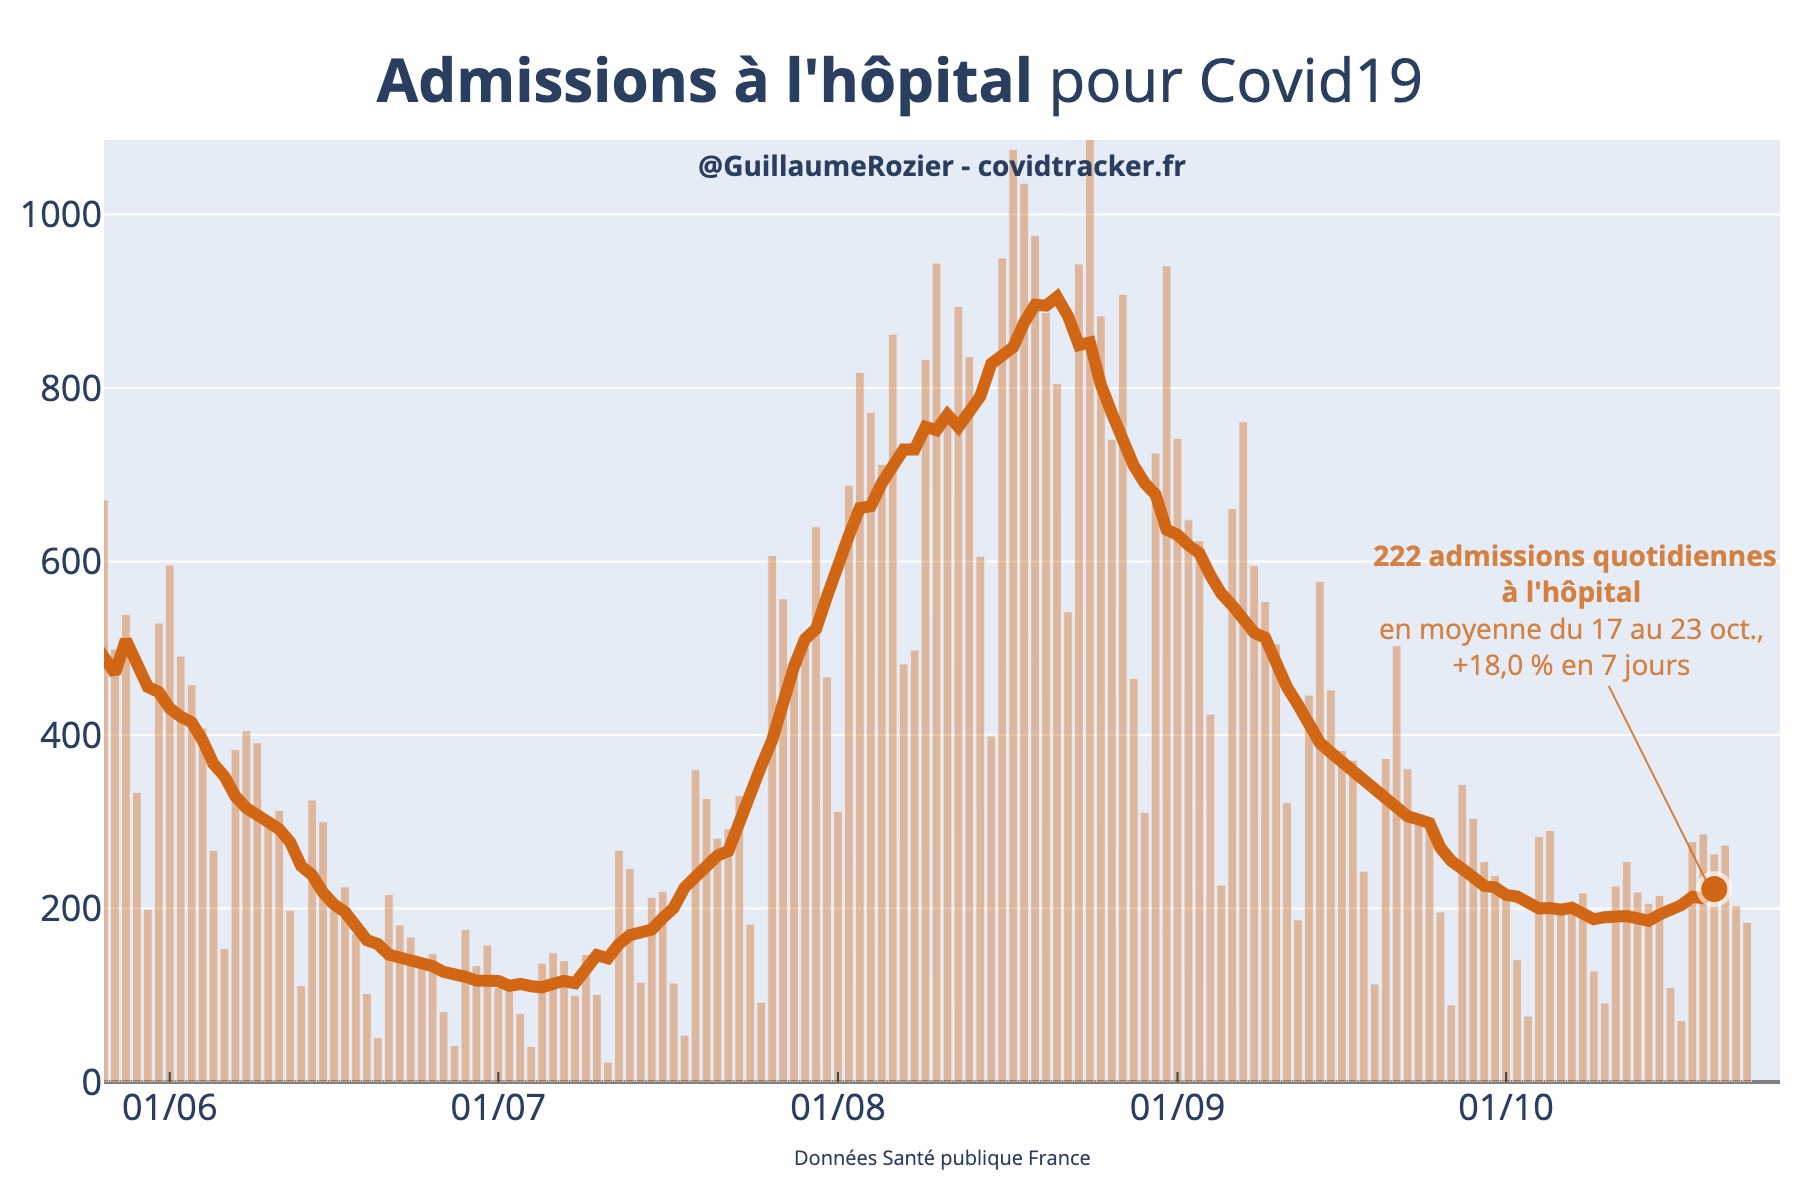 Admissions à l'hôpital pour Covid19
@GuillaumeRozier - covidtracker.fr
1000
800
600
400
200
0
222 admissions quotidiennes
à l'hôpital
en moyenne du 17 au 23 oct.,
+18,0 % en 7 jours
01/06
01/07
01/08
01/09
01/10
Données Santé publique France